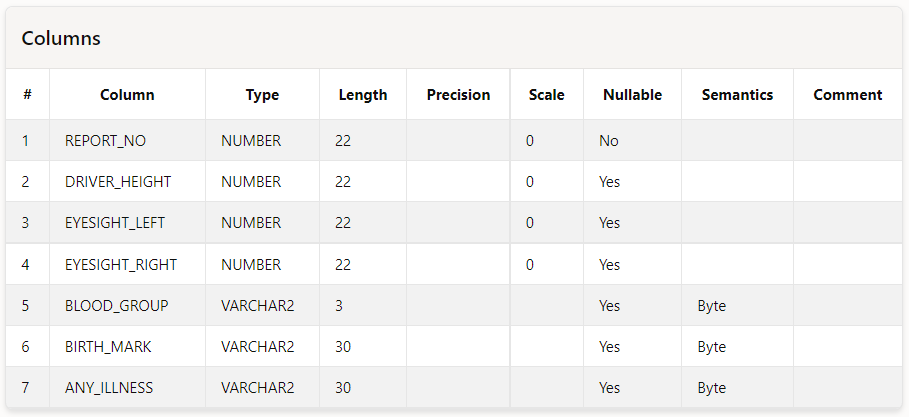 Columns
# Column Type Length Precision Scale Nullable Semantics Comment
1 REPORT_NO NUMBER 22 0 No
2 DRIVER_HEIGHT NUMBER 22 0 Yes
3 EYESIGHT_LEFT NUMBER 22 0 Yes
4 EYESIGHT_RIGHT NUMBER 22 0 Yes
5 BLOOD_GROUP VARCHAR2 3 Yes Byte
6 BIRTH_MARK VARCHAR2 30 Yes Byte
7 ANY_ILLNESS VARCHAR2 30 Yes Byte